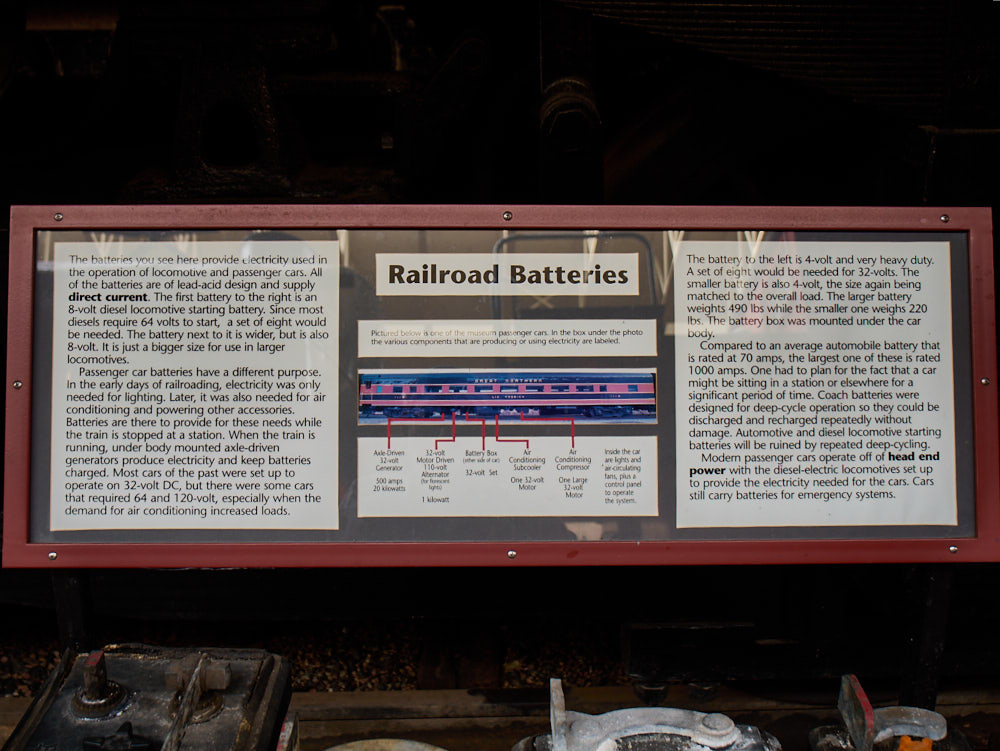 The batteries you see here provide electricity used in
the operation of locomotive and passenger cars. All
of the batteries are of lead-acid design and supply
direct current. The first battery to the right is an
8-volt diesel locomotive starting battery. Since most
diesels require 64 volts to start, a set of eight would
be needed. The battery next to it is wider, but is also
8-volt. It is just a bigger size for use in larger
locomotives.
Passenger car batteries have a different purpose.
In the early days of railroading, electricity was only
needed for lighting. Later, it was also needed for air
conditioning and powering other accessories.
Batteries are there to provide for these needs while
the train is stopped at a station. When the train is
running, under body mounted axle-driven
generators produce electricity and keep batteries
charged. Most cars of the past were set up to
operate on 32-volt DC, but there were some cars
that required 64 and 120-volt, especially when the
demand for air conditioning increased loads.
Railroad Batteries
Pictured below is one of the museum passenger cars. In the box under the photo
the various components that are producing or using electricity are labeled.
GREAT NORTHERN
Axle-Driven
32-volt
Generator
500 amps
20 kilowatts
32-volt
Motor Driven
110-volt
Alternator
(for florescent
lights)
1 kilowatt
Battery Box
(other side of car)
32-volt Set
Air
Conditioning
Subcooler
One 32-volt
Motor
Air
Conditioning
Compressor
One Large
32-volt
Motor
Inside the car
are lights and
air-circulating
fans, plus a
control panel
to operate
the system.
The battery to the left is 4-volt and very heavy duty.
A set of eight would be needed for 32-volts. The
smaller battery is also 4-volt, the size again being
matched to the overall load. The larger battery
weights 490 lbs while the smaller one weighs 220
lbs. The battery box was mounted under the car
body.
Compared to an average automobile battery that
is rated at 70 amps, the largest one of these is rated
1000 amps. One had to plan for the fact that a car
might be sitting in a station or elsewhere for a
significant period of time. Coach batteries were
designed for deep-cycle operation so they could be
discharged and recharged repeatedly without
damage. Automotive and diesel locomotive starting
batteries will be ruined by repeated deep-cycling.
Modern passenger cars operate off of head end
power with the diesel-electric locomotives set up
to provide the electricity needed for the cars. Cars
still carry batteries for emergency systems.